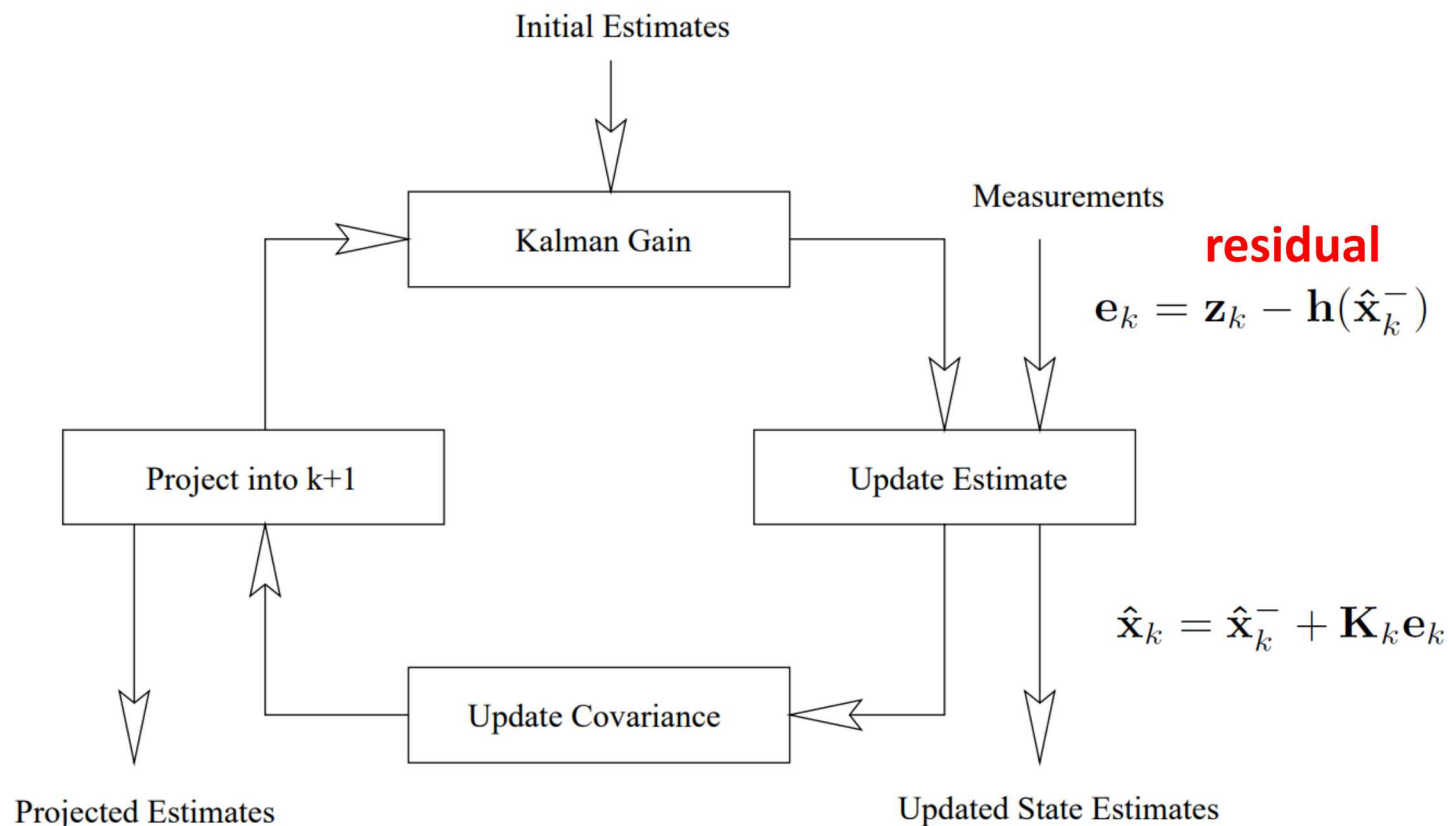 Initial Estimates
Measurements
Kalman Gain
residual
e_k = z_k − h(x̂_k^−)
Project into k+1
Update Estimate
x̂_k = x̂_k^− + K_k e_k
Update Covariance
Projected Estimates
Updated State Estimates